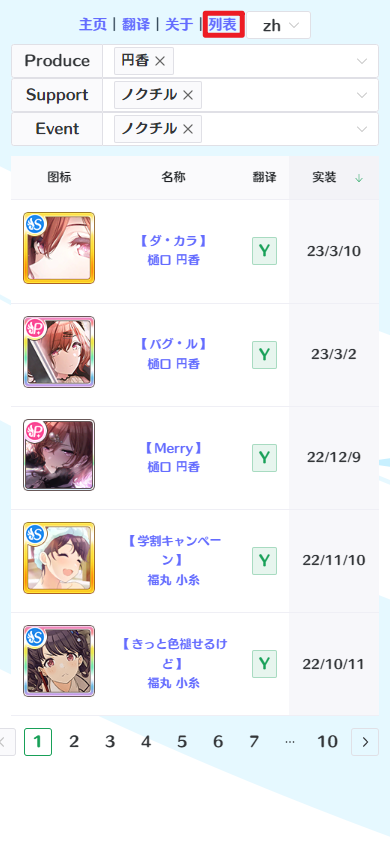 主页 | 翻译 | 关于 | 列表 zh
Produce 円香 ×
Support ノクチル ×
Event ノクチル ×
图标 名称 翻译 实装 ↓
S
【ダ・カラ】
樋口 円香
Y
23/3/10
P
【バグ・ル】
樋口 円香
Y
23/3/2
P
【Merry】
樋口 円香
Y
22/12/9
S
【学割キャンペー
ン】
福丸 小糸
Y
22/11/10
S
【きっと色褪せるけ
ど】
福丸 小糸
Y
22/10/11
< 1 2 3 4 5 6 7 ... 10 >